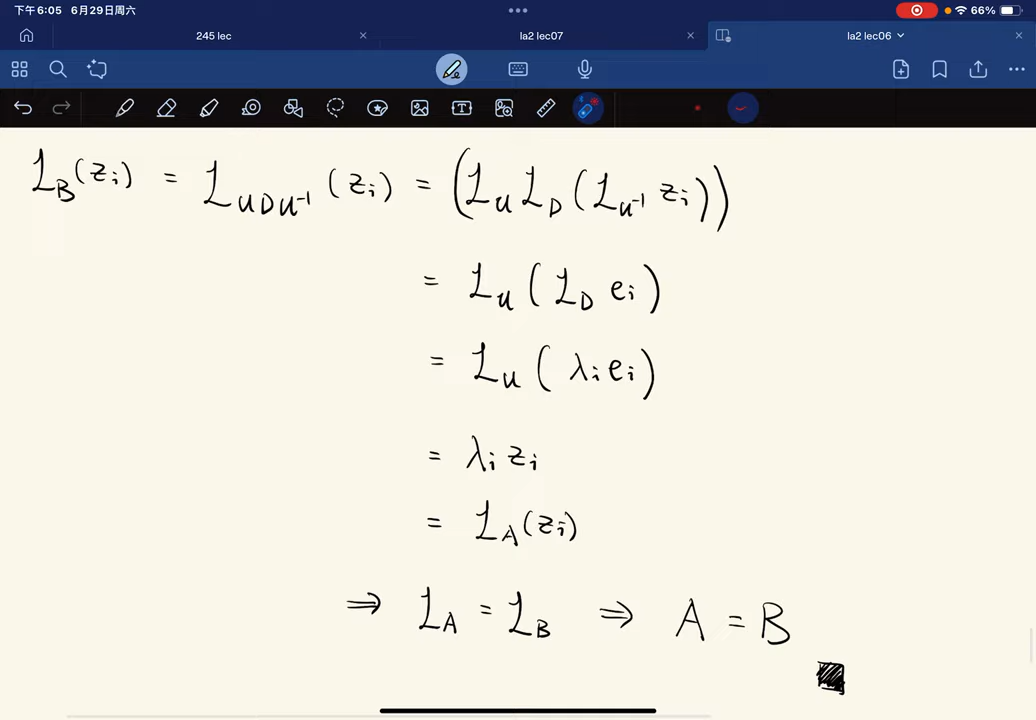 下午6:05 6月29日周六 66%
245 lec la2 lec07 la2 lec06
L_B(z_i) = L_{UDU^{-1}}(z_i) = (L_U L_D (L_{U^{-1}} z_i))
= L_U (L_D e_i)
= L_U (λ_i e_i)
= λ_i z_i
= L_A(z_i)
⇒ L_A = L_B ⇒ A = B